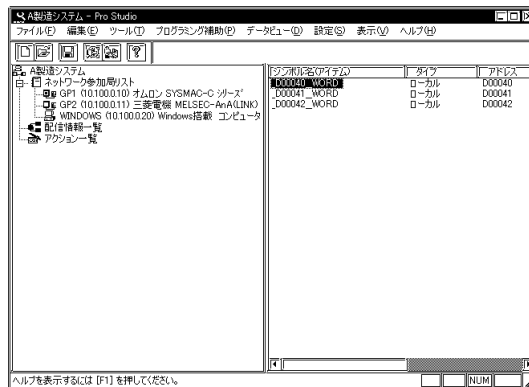 A製造システム - Pro Studio
ファイル(F) 編集(E) ツール(T) プログラミング補助(P) データビュー(D) 設定(S) 表示(V) ヘルプ(H)
A製造システム
ネットワーク参加局リスト
GP1 (10.100.0.10) オムロン SYSMAC-C シリーズ
GP2 (10.100.0.11) 三菱電機 MELSEC-AnA(LINK)
WINDOWS (10.100.0.20) Windows搭載 コンピュータ
配信情報一覧
アクション一覧
シンボル名(アイテム) タイプ アドレス
_D00040_WORD ローカル D00040
_D00041_WORD ローカル D00041
_D00042_WORD ローカル D00042
ヘルプを表示するには [F1] を押してください。 NUM